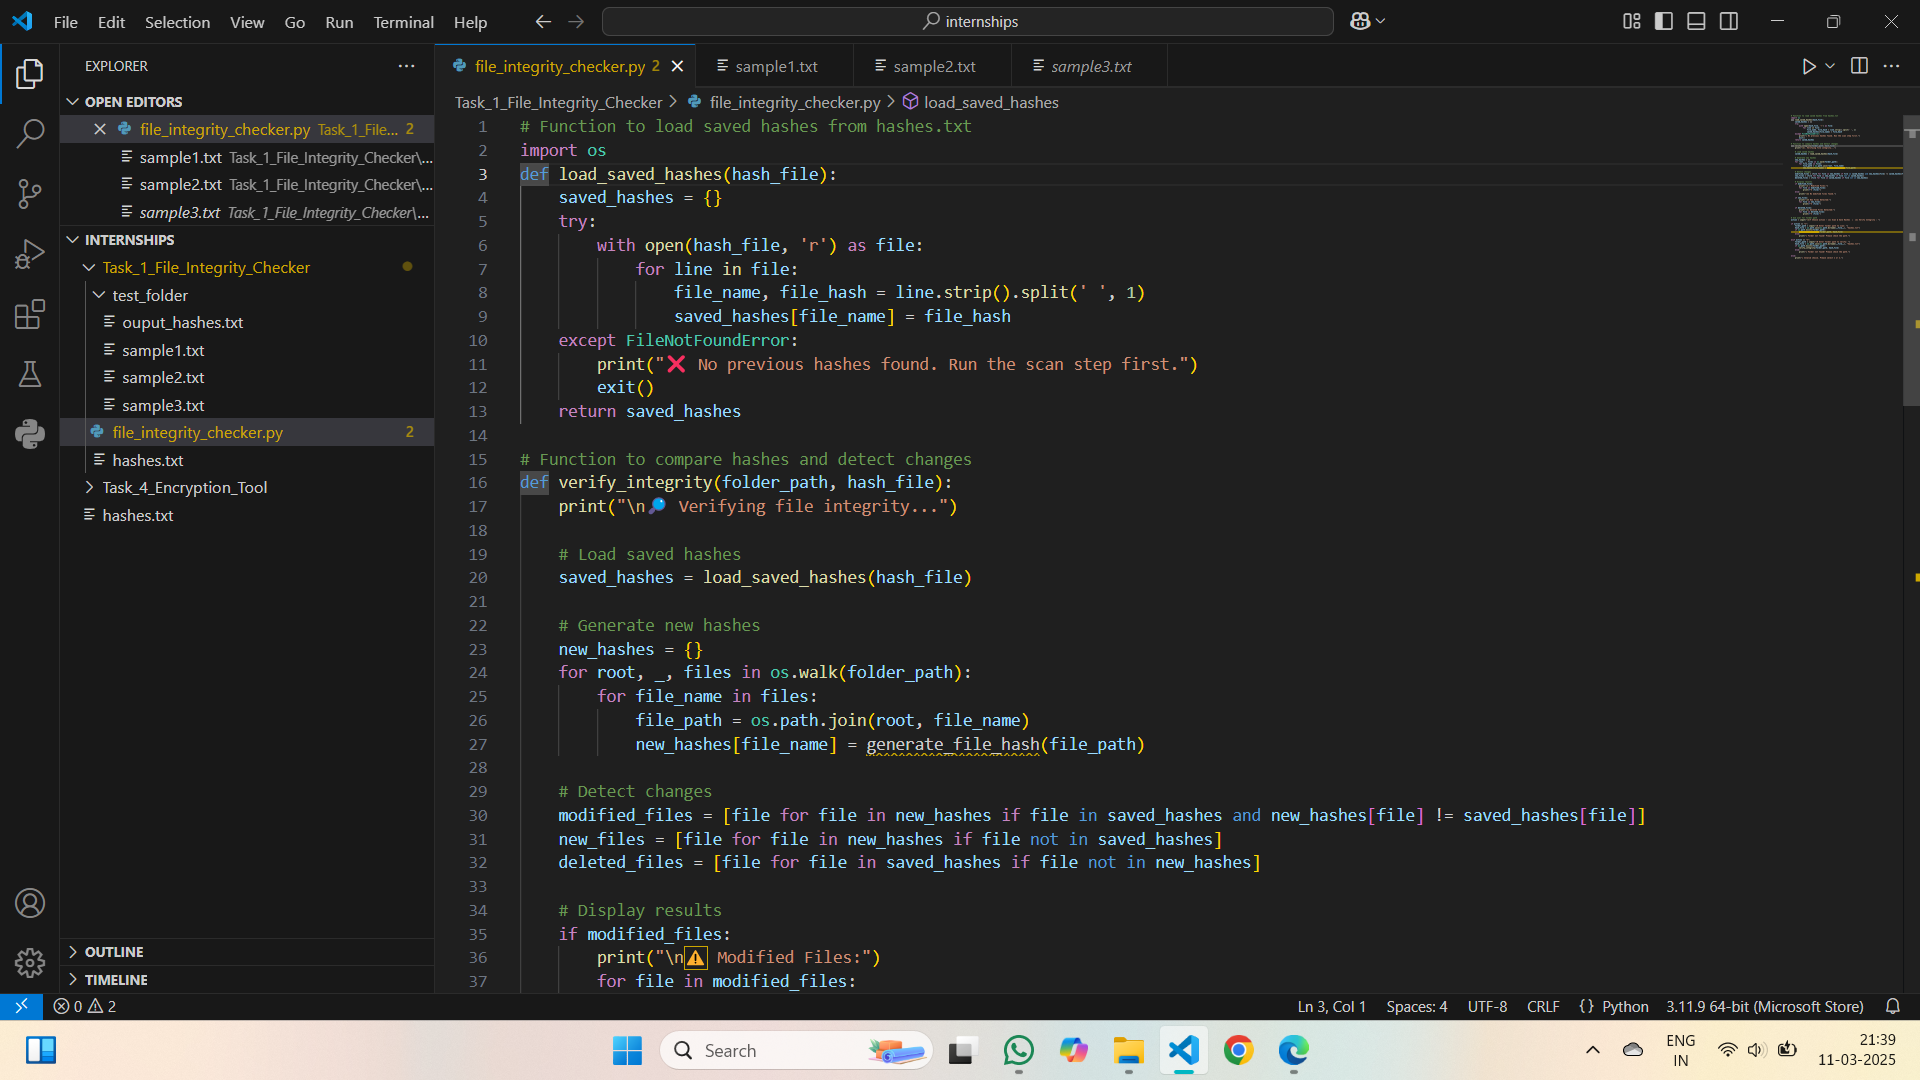 File Edit Selection View Go Run Terminal Help
internships
EXPLORER
OPEN EDITORS
file_integrity_checker.py Task_1_File... 2
sample1.txt Task_1_File_Integrity_Checker\...
sample2.txt Task_1_File_Integrity_Checker\...
sample3.txt Task_1_File_Integrity_Checker\...
INTERNSHIPS
Task_1_File_Integrity_Checker
test_folder
ouput_hashes.txt
sample1.txt
sample2.txt
sample3.txt
file_integrity_checker.py 2
hashes.txt
Task_4_Encryption_Tool
hashes.txt
OUTLINE
TIMELINE
file_integrity_checker.py 2 sample1.txt sample2.txt sample3.txt
Task_1_File_Integrity_Checker > file_integrity_checker.py > load_saved_hashes
1 # Function to load saved hashes from hashes.txt
2 import os
3 def load_saved_hashes(hash_file):
4     saved_hashes = {}
5     try:
6         with open(hash_file, 'r') as file:
7             for line in file:
8                 file_name, file_hash = line.strip().split(' ', 1)
9                 saved_hashes[file_name] = file_hash
10     except FileNotFoundError:
11         print("❌ No previous hashes found. Run the scan step first.")
12         exit()
13     return saved_hashes
14
15 # Function to compare hashes and detect changes
16 def verify_integrity(folder_path, hash_file):
17     print("\n🔎 Verifying file integrity...")
18
19     # Load saved hashes
20     saved_hashes = load_saved_hashes(hash_file)
21
22     # Generate new hashes
23     new_hashes = {}
24     for root, _, files in os.walk(folder_path):
25         for file_name in files:
26             file_path = os.path.join(root, file_name)
27             new_hashes[file_name] = generate_file_hash(file_path)
28
29     # Detect changes
30     modified_files = [file for file in new_hashes if file in saved_hashes and new_hashes[file] != saved_hashes[file]]
31     new_files = [file for file in new_hashes if file not in saved_hashes]
32     deleted_files = [file for file in saved_hashes if file not in new_hashes]
33
34     # Display results
35     if modified_files:
36         print("\n⚠️ Modified Files:")
37         for file in modified_files:
0 2 Ln 3, Col 1 Spaces: 4 UTF-8 CRLF {} Python 3.11.9 64-bit (Microsoft Store)
Search
ENG
IN
21:39
11-03-2025